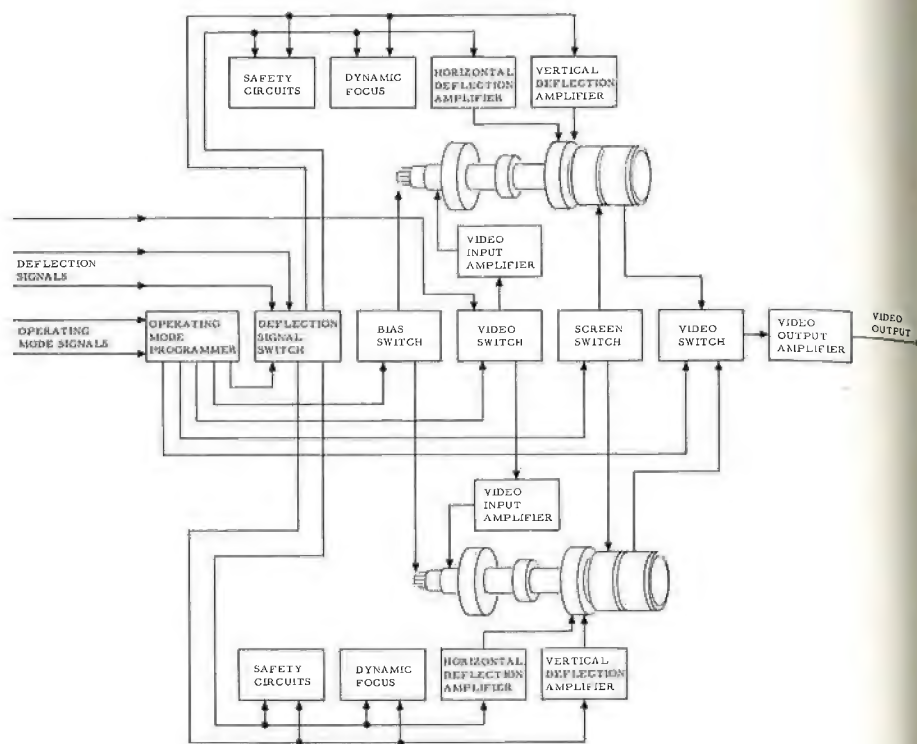 SAFETY
CIRCUITS
DYNAMIC
FOCUS
HORIZONTAL
DEFLECTION
AMPLIFIER
VERTICAL
DEFLECTION
AMPLIFIER
VIDEO
INPUT
AMPLIFIER
DEFLECTION
SIGNALS
OPERATING
MODE SIGNALS
OPERATING
MODE
PROGRAMMER
DEFLECTION
SIGNAL
SWITCH
BIAS
SWITCH
VIDEO
SWITCH
SCREEN
SWITCH
VIDEO
SWITCH
VIDEO
OUTPUT
AMPLIFIER
VIDEO
OUTPUT
VIDEO
INPUT
AMPLIFIER
SAFETY
CIRCUITS
DYNAMIC
FOCUS
HORIZONTAL
DEFLECTION
AMPLIFIER
VERTICAL
DEFLECTION
AMPLIFIER